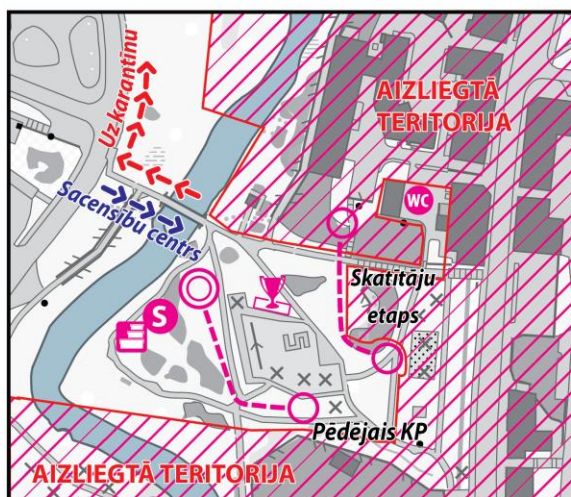 Uz karantīnu
AIZLIEGTĀ
TERITORIJA
WC
Sacensību centrs
Skatītāju
etaps
S
Pēdējais KP
AIZLIEGTĀ TERITORIJA